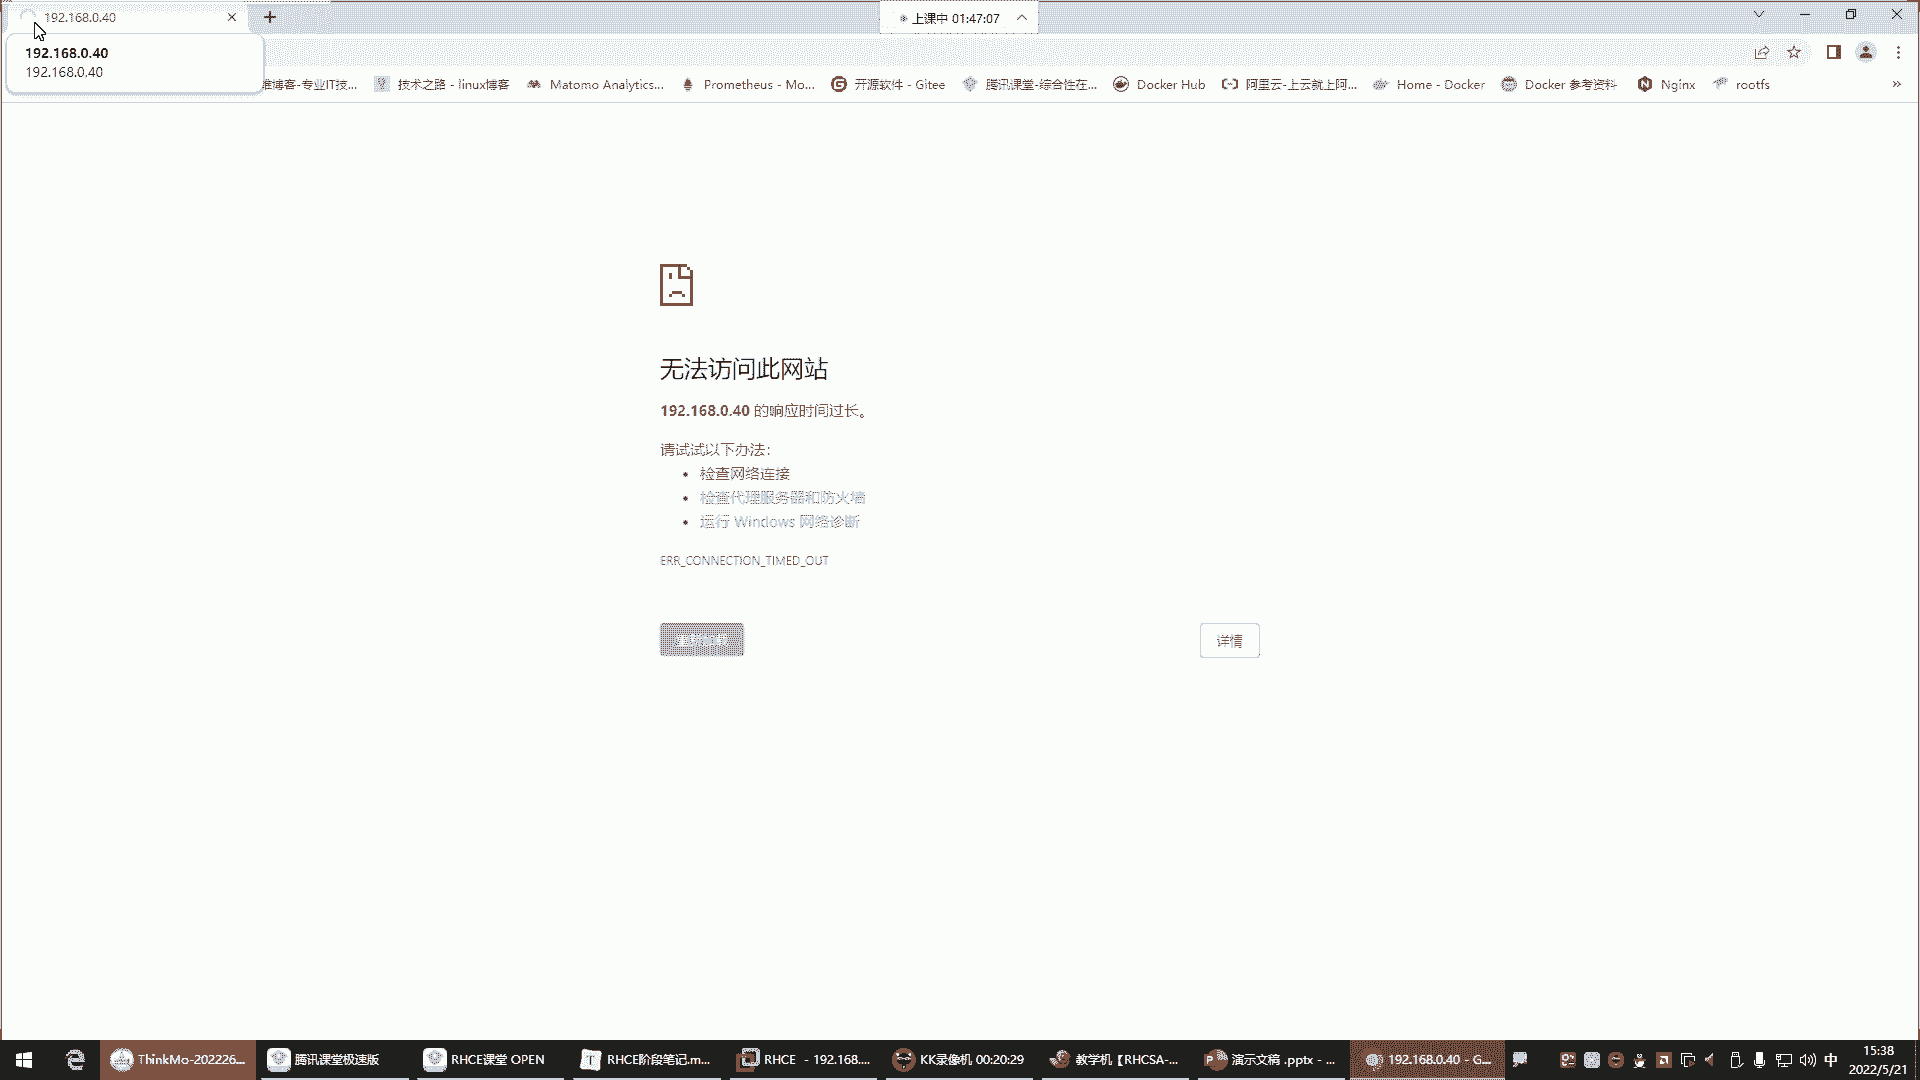 192.168.0.40
上课中 01:47:07
192.168.0.40
192.168.0.40
维博客-专业IT技...
技术之路 - linux博客
Matomo Analytics...
Prometheus - Mo...
开源软件 - Gitee
腾讯课堂-综合性在...
Docker Hub
阿里云-上云就上阿...
Home - Docker
Docker 参考资料
Nginx
rootfs
无法访问此网站
192.168.0.40 的响应时间过长。
请试试以下办法：
• 检查网络连接
• 检查代理服务器和防火墙
• 运行 Windows 网络诊断
ERR_CONNECTION_TIMED_OUT
详情
ThinkMo-202226...
腾讯课堂极速版
RHCE课堂 OPEN
RHCE阶段笔记.m...
RHCE - 192.168....
KK录像机 00:20:29
教学机【RHCSA-...
演示文稿 .pptx - ...
192.168.0.40 - G...
中
15:38
2022/5/21